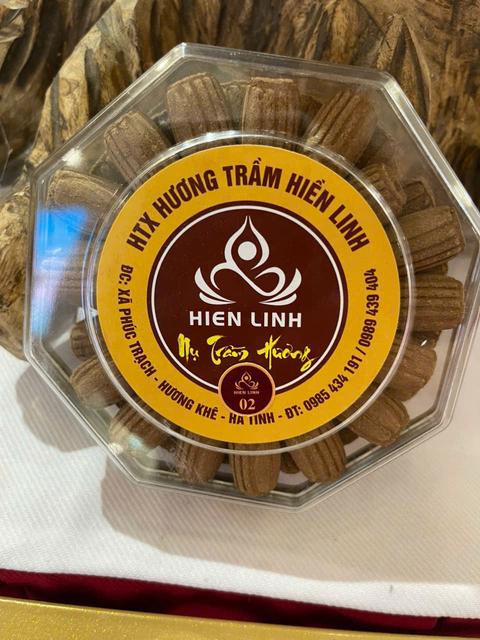 HTX HƯƠNG TRẦM HIỀN LINH
HIEN LINH
Nụ Trầm Hương
HIEN LINH
02
ĐC: XÃ PHÚC TRẠCH - HƯƠNG KHÊ - HÀ TĨNH - ĐT: 0985 434 191 / 0989 439 404